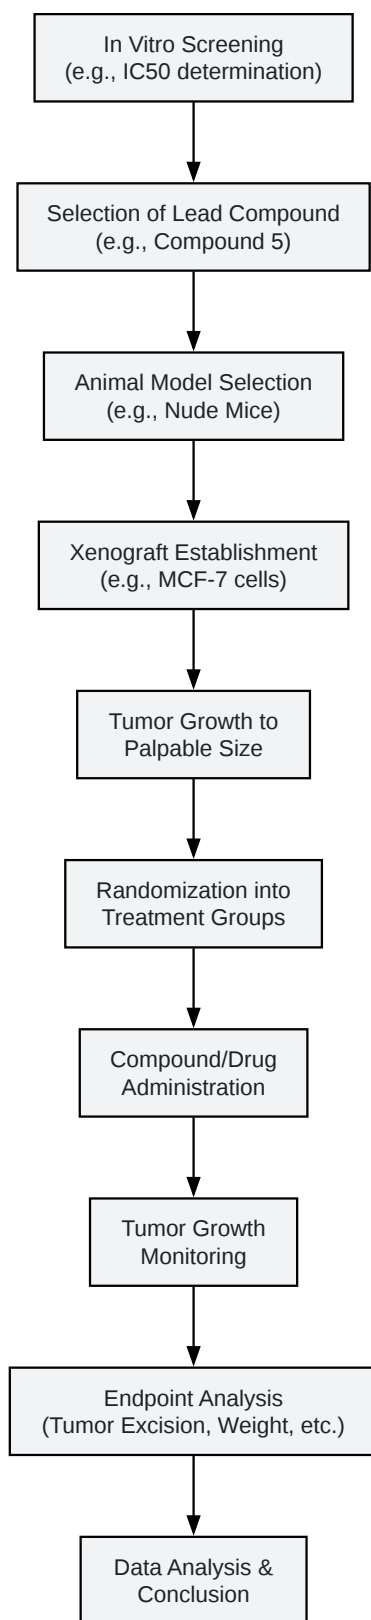 In Vitro Screening
(e.g., IC50 determination)
Selection of Lead Compound
(e.g., Compound 5)
Animal Model Selection
(e.g., Nude Mice)
Xenograft Establishment
(e.g., MCF-7 cells)
Tumor Growth to
Palpable Size
Randomization into
Treatment Groups
Compound/Drug
Administration
Tumor Growth
Monitoring
Endpoint Analysis
(Tumor Excision, Weight, etc.)
Data Analysis &
Conclusion